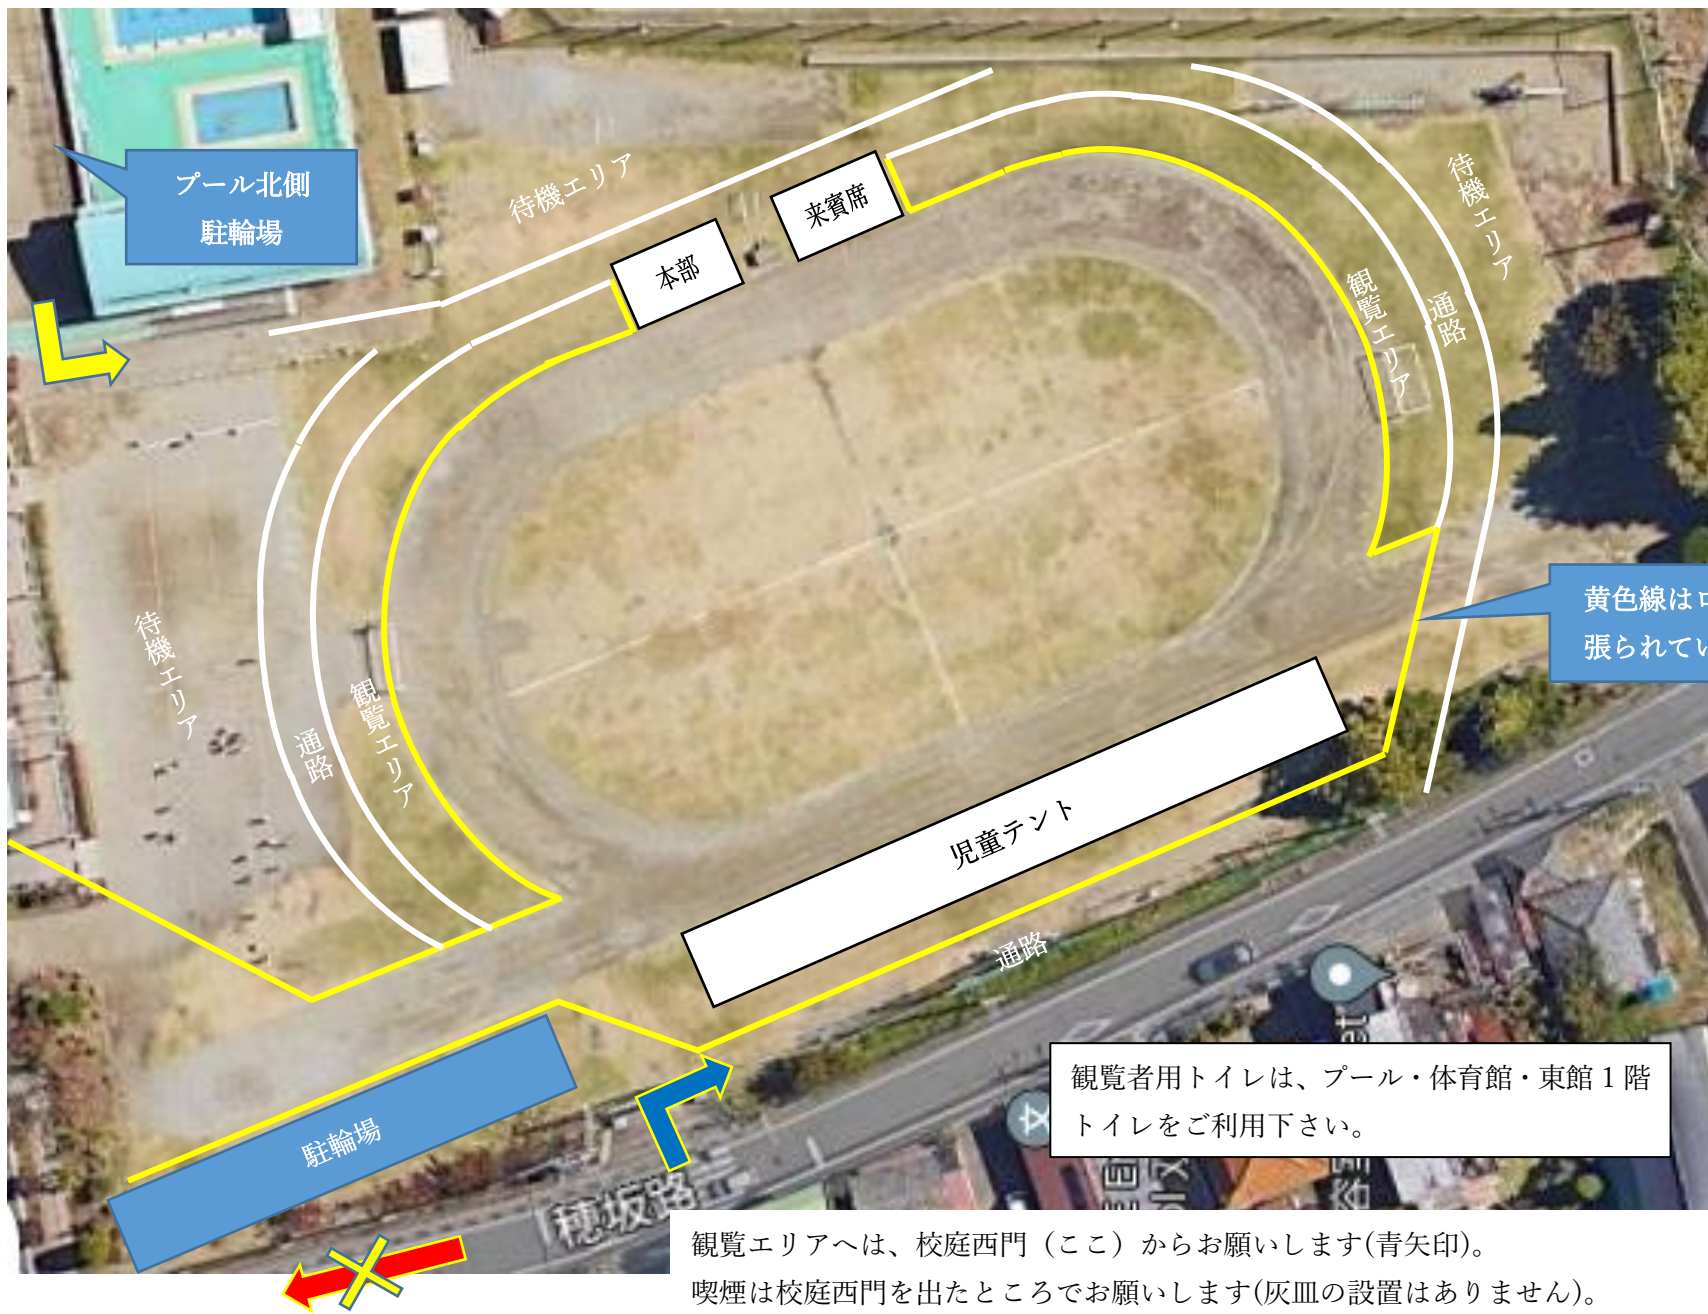 プール北側
駐輪場
待機エリア
本部
来賓席
待機エリア
観覧エリア
通路
黄色線は
張られてい
待機エリア
通路
観覧エリア
児童テント
通路
駐輪場
穂坂路
観覧者用トイレは、プール・体育館・東館1階
トイレをご利用下さい。
観覧エリアへは、校庭西門（ここ）からお願いします(青矢印)。
喫煙は校庭西門を出たところでお願いします(灰皿の設置はありません)。